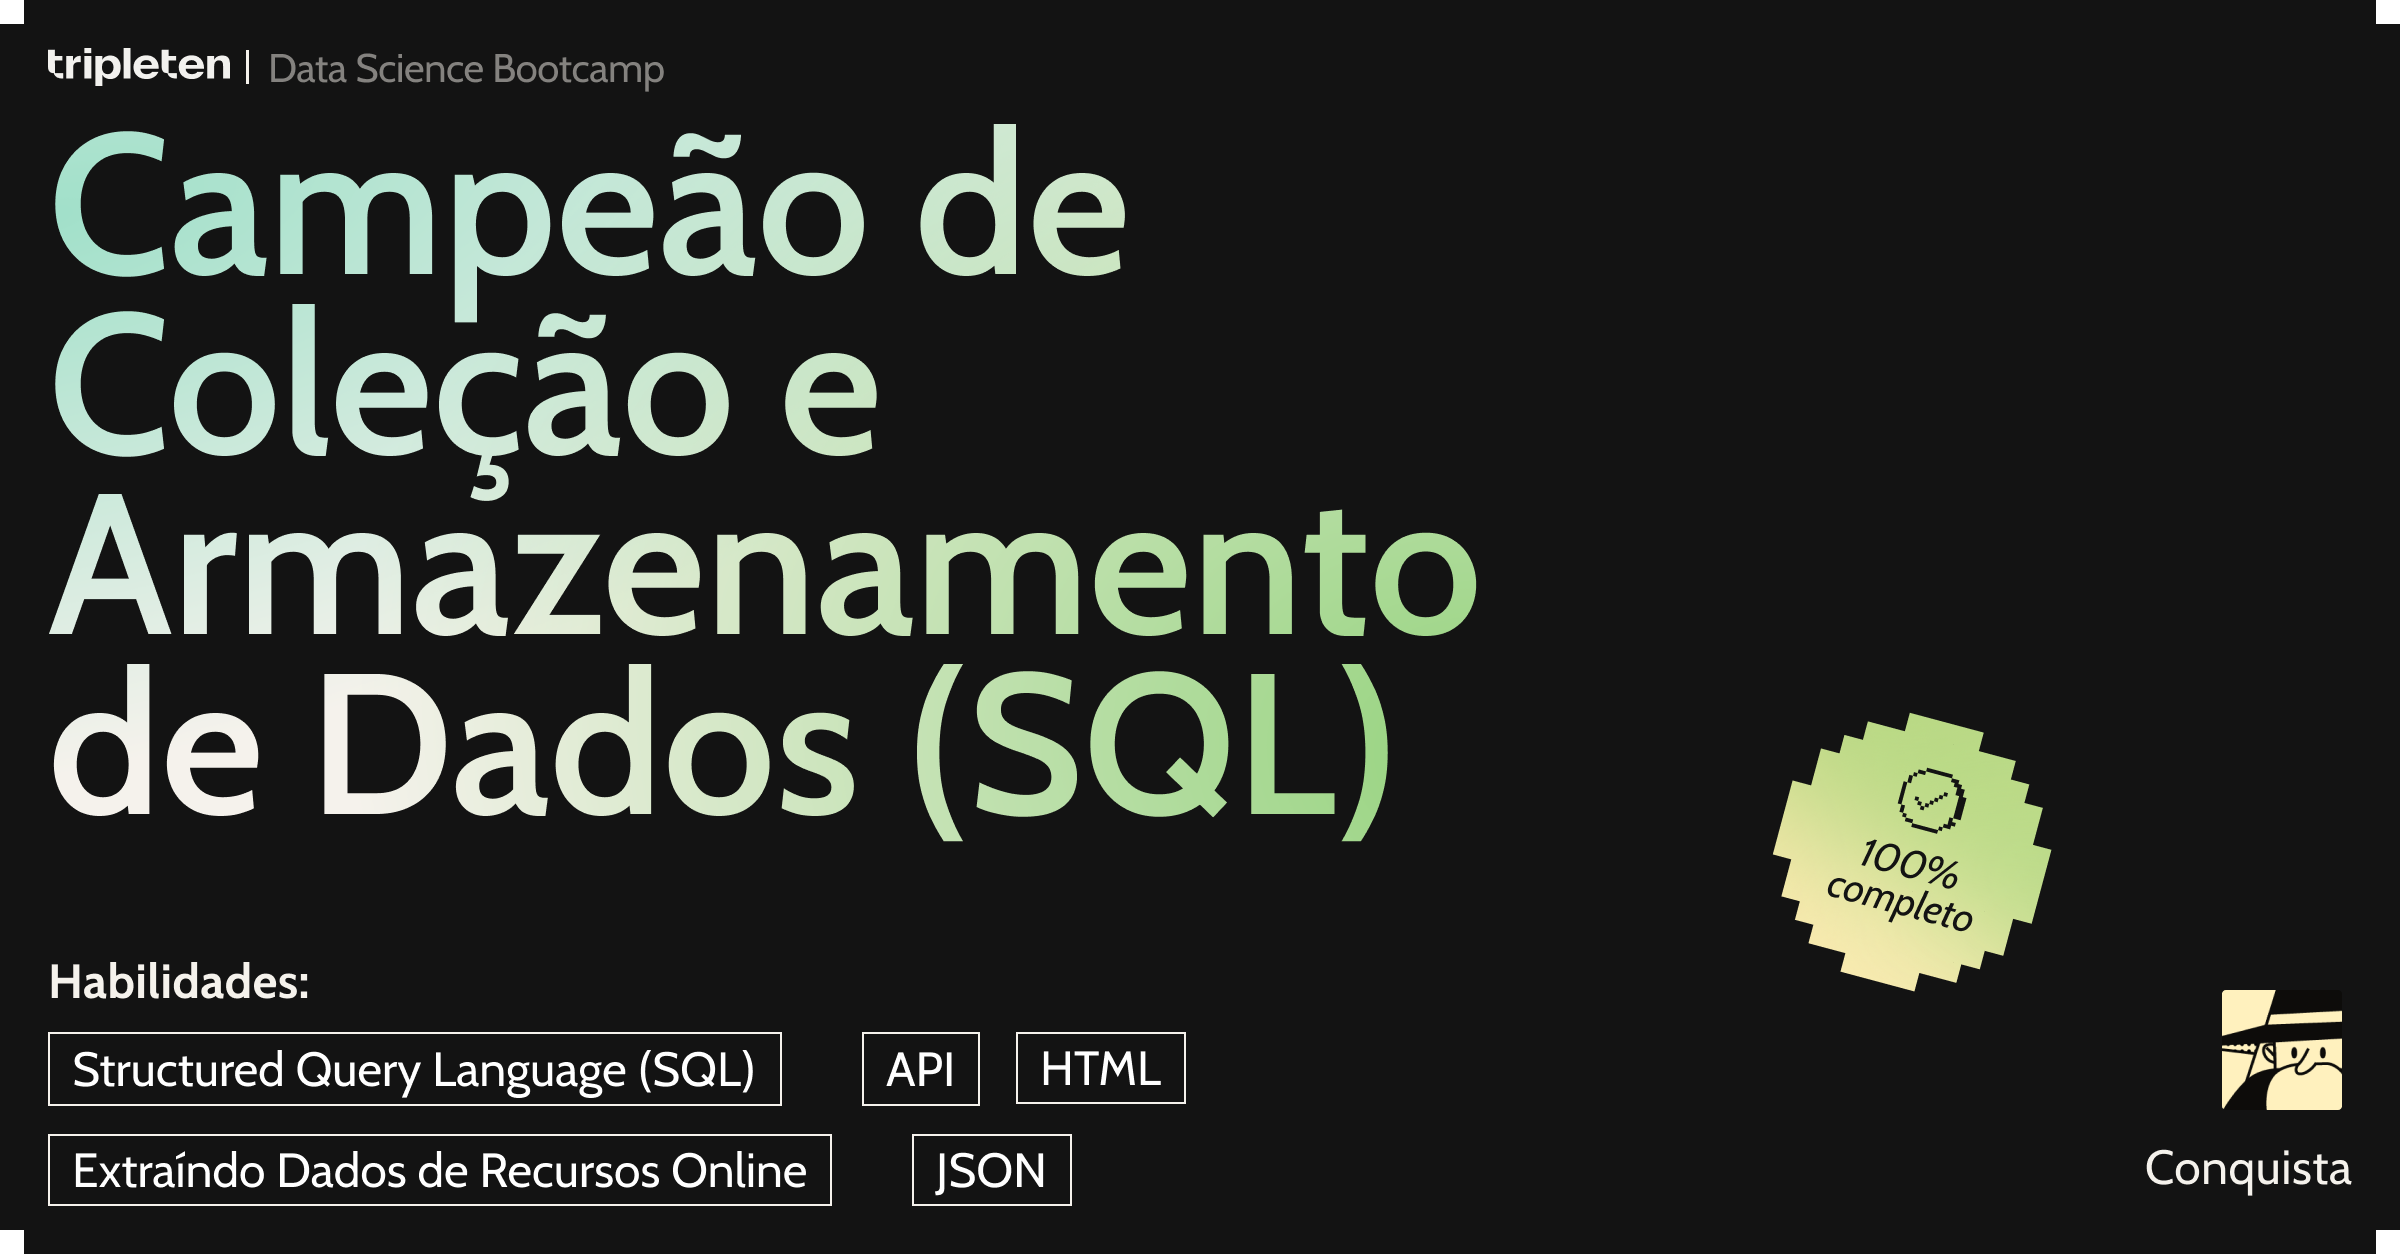 tripleten | Data Science Bootcamp
Campeão de
Coleção e
Armazenamento
de Dados (SQL)
100%
completo
Habilidades:
Structured Query Language (SQL)
API
HTML
Extraíndo Dados de Recursos Online
JSON
Conquista